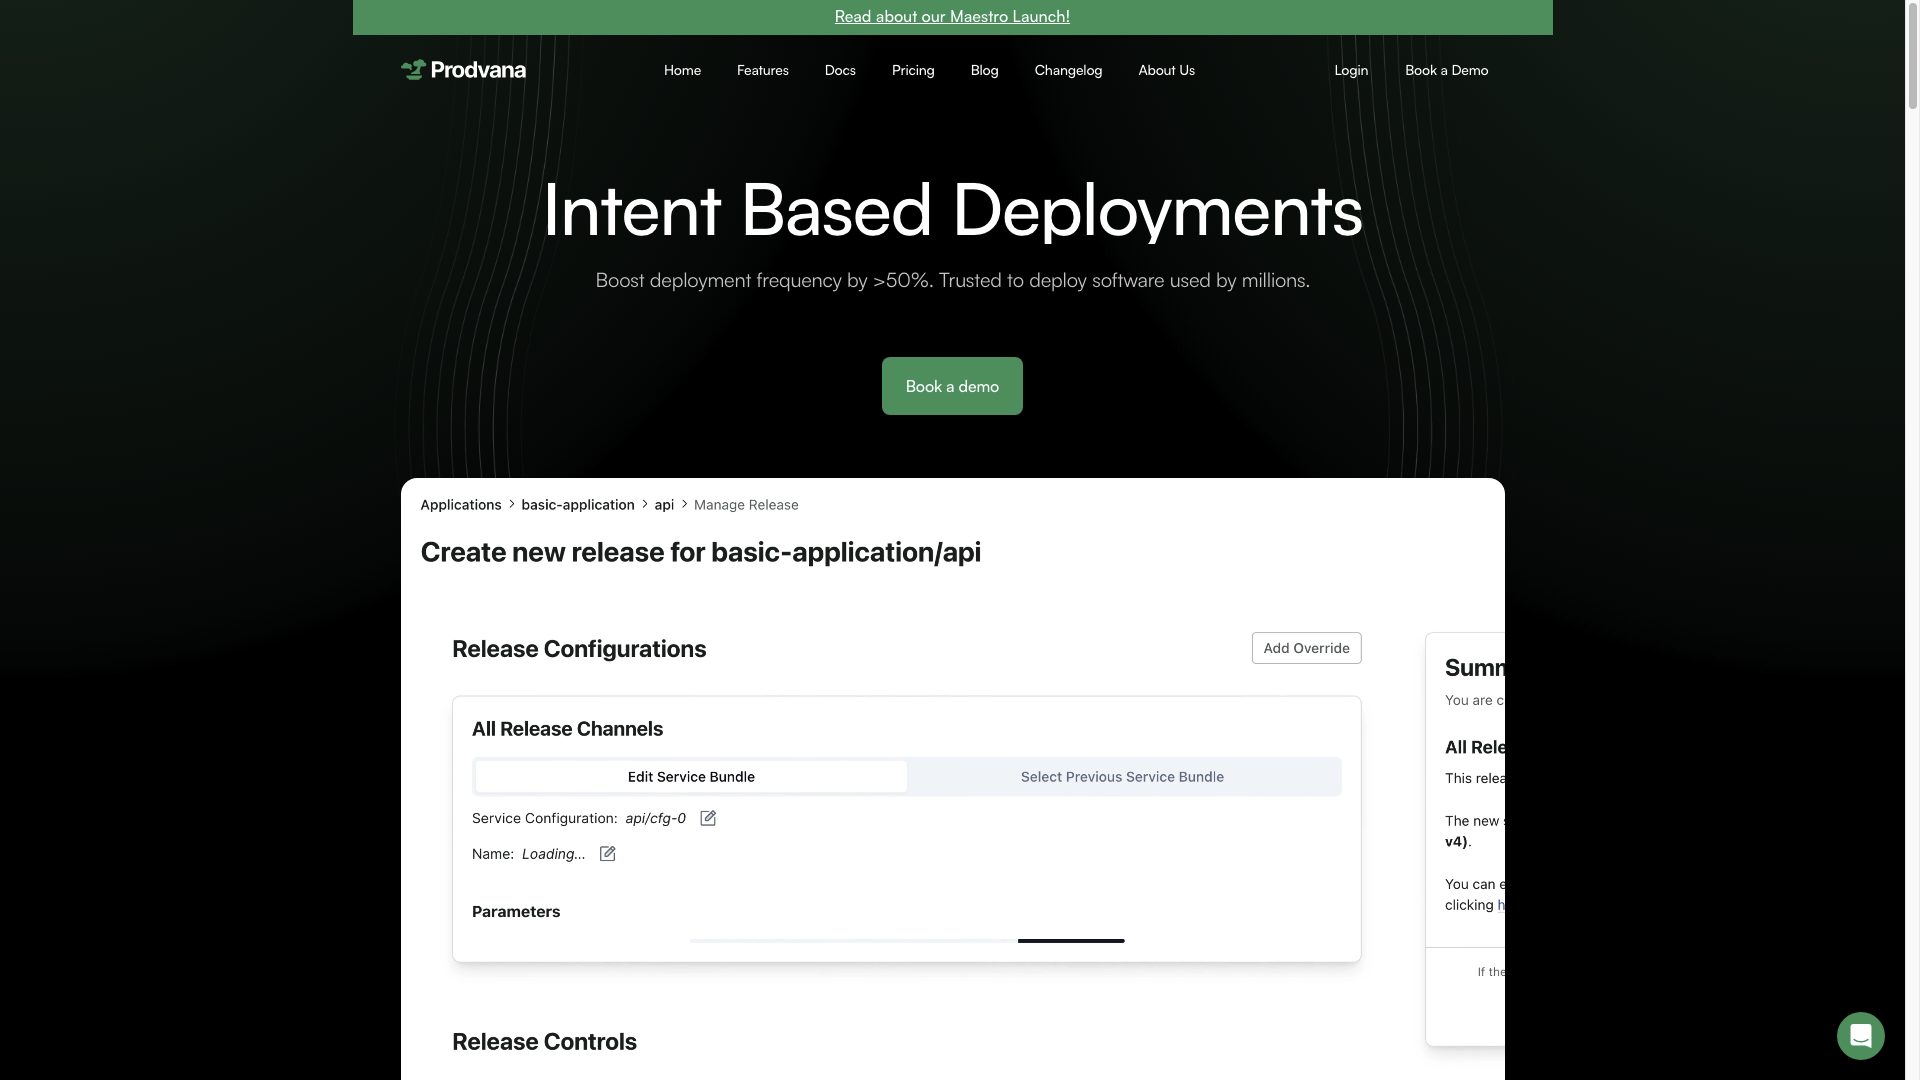 Read about our Maestro Launch!
Prodvana
Home Features Docs Pricing Blog Changelog About Us Login Book a Demo
Intent Based Deployments
Boost deployment frequency by >50%. Trusted to deploy software used by millions.
Book a demo
Applications > basic-application > api > Manage Release
Create new release for basic-application/api
Release Configurations
Add Override
All Release Channels
Edit Service Bundle
Select Previous Service Bundle
Service Configuration: api/cfg-0
Name: Loading...
Parameters
Release Controls
You are
All
This
The new
v4).
You can
clicking
If the